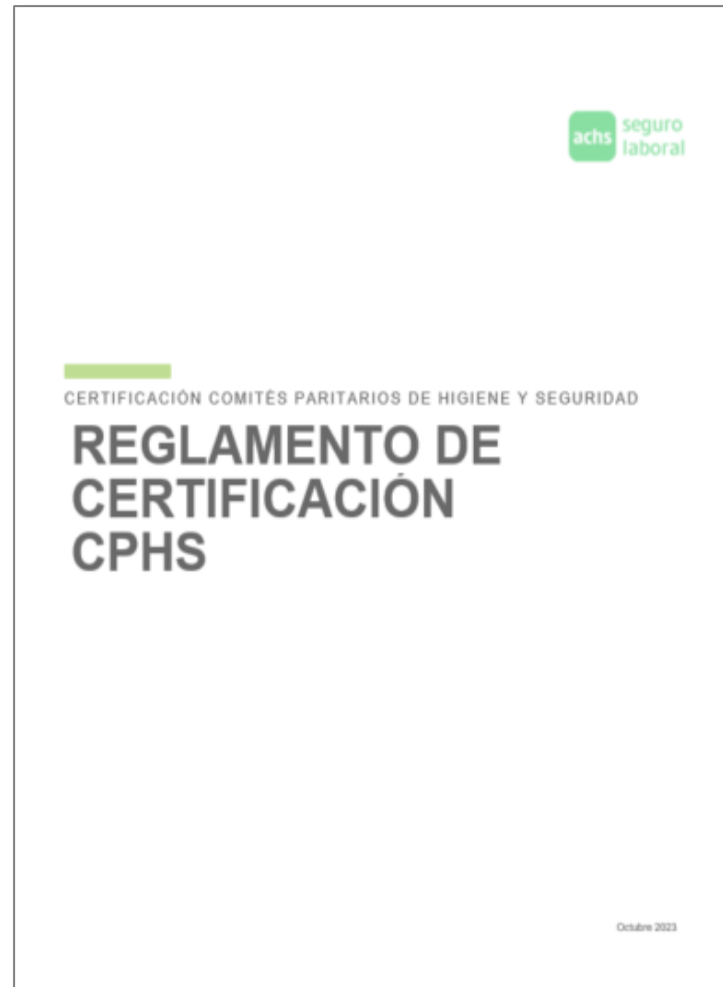 achs
seguro
laboral
CERTIFICACIÓN COMITÉS PARITARIOS DE HIGIENE Y SEGURIDAD
REGLAMENTO DE
CERTIFICACIÓN
CPHS
Octubre 2023